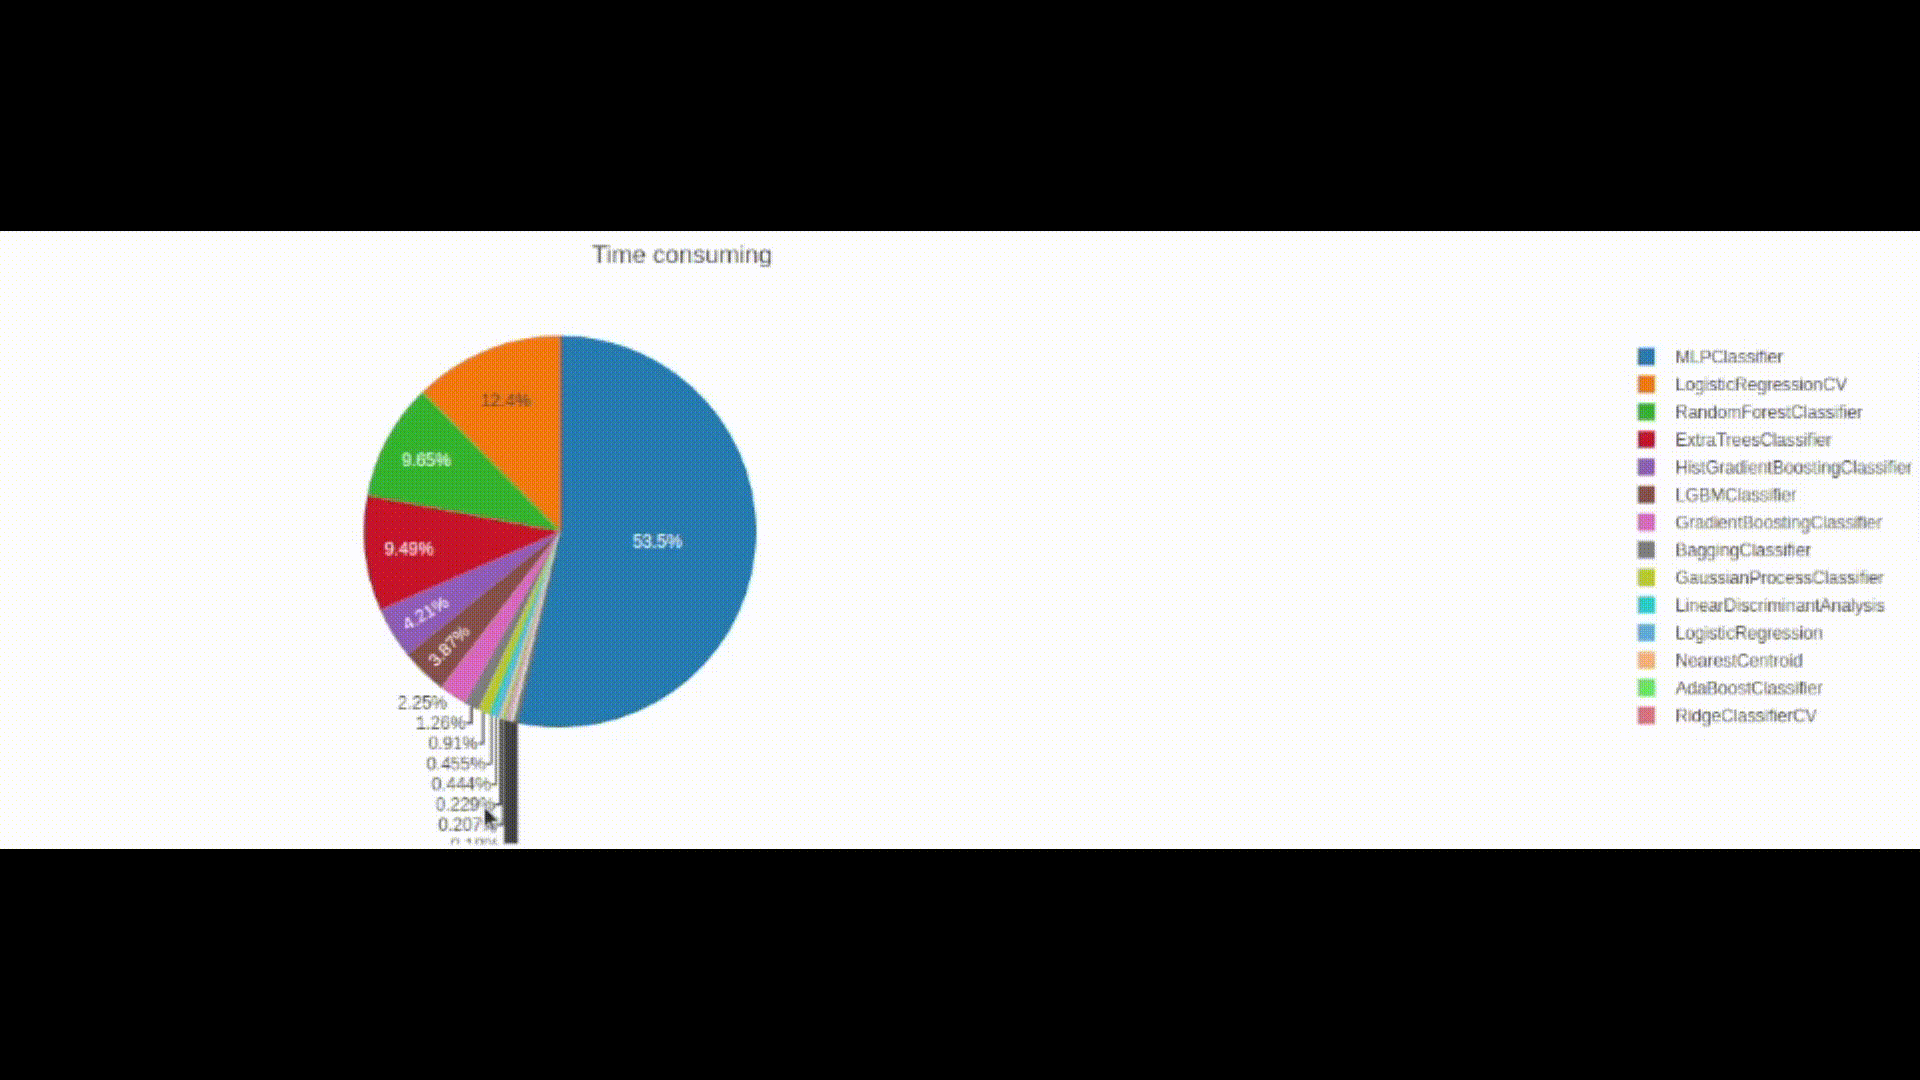 Time consuming
12.4%
9.65%
9.49%
4.21%
3.87%
53.5%
2.25%
1.26%
0.91%
0.455%
0.444%
0.229%
0.207%
MLPClassifier
LogisticRegressionCV
RandomForestClassifier
ExtraTreesClassifier
HistGradientBoostingClassifier
LGBMClassifier
GradientBoostingClassifier
BaggingClassifier
GaussianProcessClassifier
LinearDiscriminantAnalysis
LogisticRegression
NearestCentroid
AdaBoostClassifier
RidgeClassifierCV